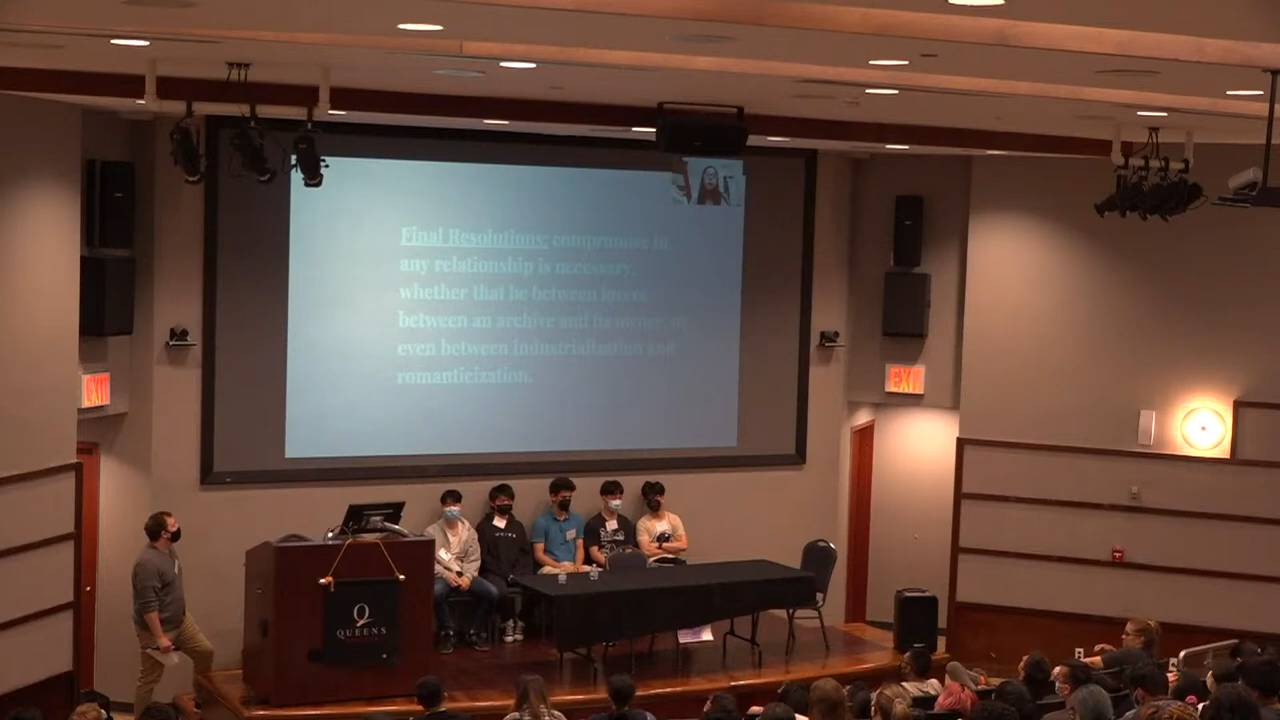 Final Resolutions: compromise in
any relationship is necessary,
whether that be between lovers,
between an archive and its owner, or
even between industrialization and
romanticization.
EXIT
EXIT
Q
QUEENS